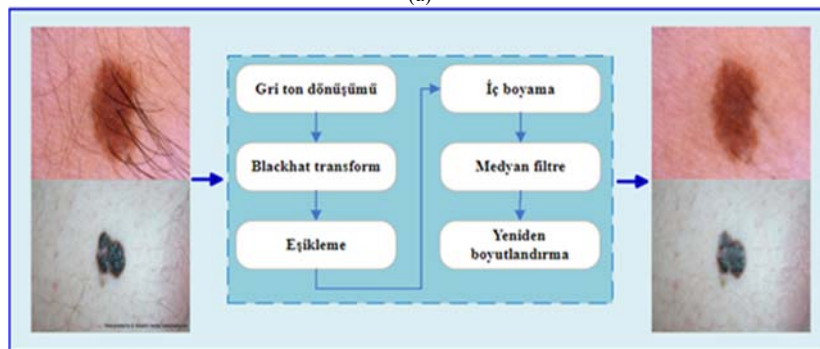 Gri ton dönüşümü
Blackhat transform
Eşikleme
İç boyama
Medyan filtre
Yeniden
boyutlandırma